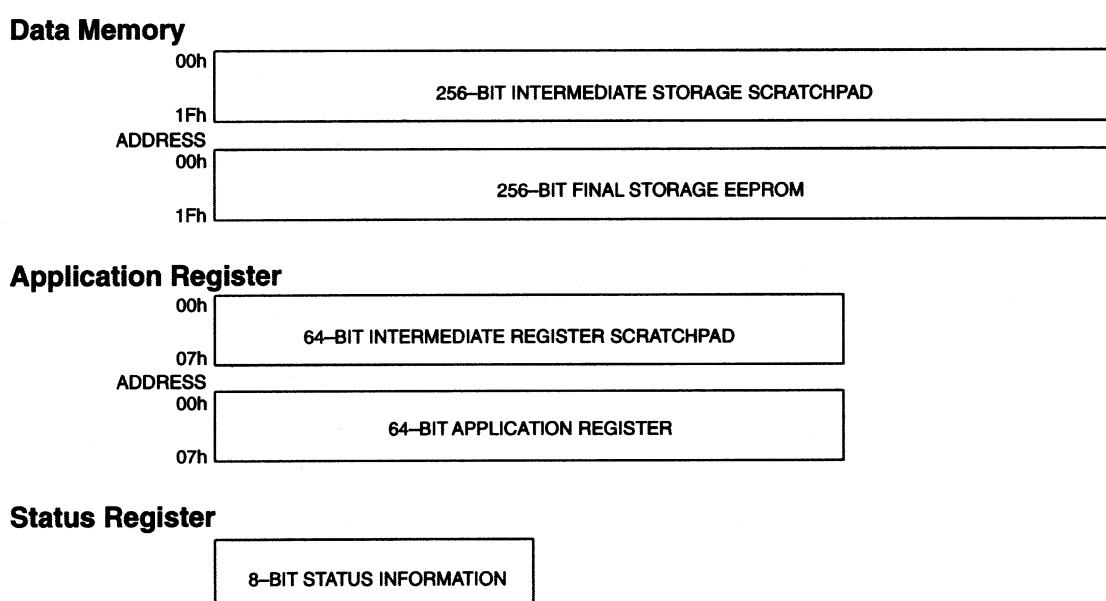 Data Memory
00h
256–BIT INTERMEDIATE STORAGE SCRATCHPAD
1Fh
ADDRESS
00h
256–BIT FINAL STORAGE EEPROM
1Fh
Application Register
00h
64–BIT INTERMEDIATE REGISTER SCRATCHPAD
07h
ADDRESS
00h
64–BIT APPLICATION REGISTER
07h
Status Register
8–BIT STATUS INFORMATION